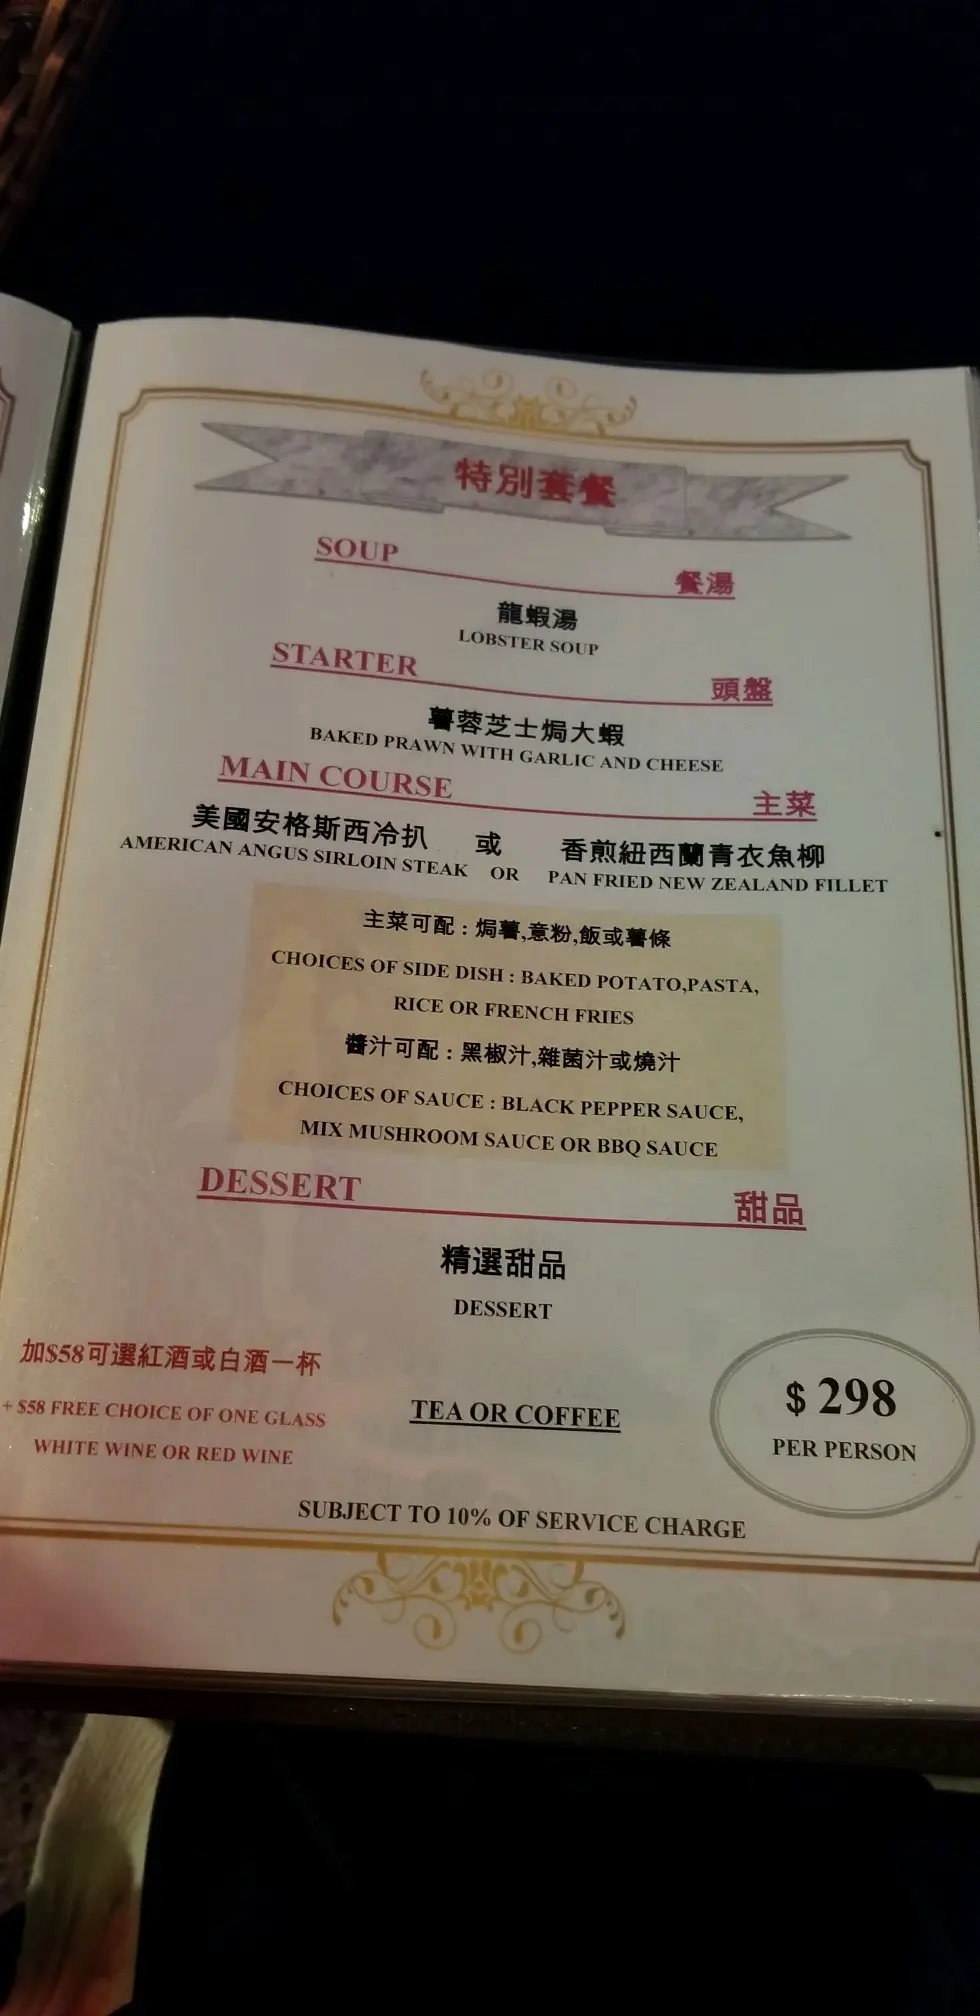 特別套餐
SOUP 餐湯
龍蝦湯
LOBSTER SOUP
STARTER 頭盤
薯蓉芝士焗大蝦
BAKED PRAWN WITH GARLIC AND CHEESE
MAIN COURSE 主菜
美國安格斯西冷扒 或 香煎紐西蘭青衣魚柳
AMERICAN ANGUS SIRLOIN STEAK OR PAN FRIED NEW ZEALAND FILLET
主菜可配 : 焗薯,意粉,飯或薯條
CHOICES OF SIDE DISH : BAKED POTATO,PASTA,
RICE OR FRENCH FRIES
醬汁可配 : 黑椒汁,雜菌汁或燒汁
CHOICES OF SAUCE : BLACK PEPPER SAUCE,
MIX MUSHROOM SAUCE OR BBQ SAUCE
DESSERT 甜品
精選甜品
DESSERT
加$58可選紅酒或白酒一杯
+ $58 FREE CHOICE OF ONE GLASS
WHITE WINE OR RED WINE
TEA OR COFFEE
$ 298
PER PERSON
SUBJECT TO 10% OF SERVICE CHARGE